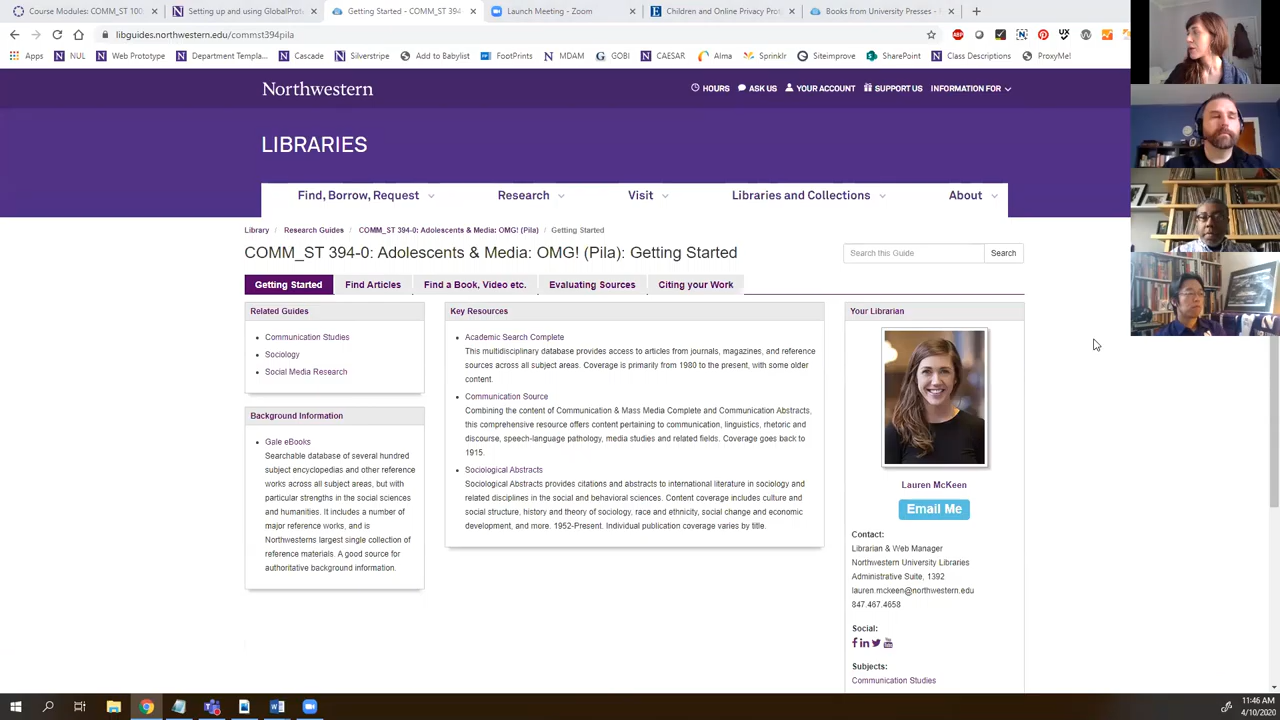 Course Modules: COMM_ST 100
Setting up and using GlobalProt
Getting Started - COMM_ST 394
Launch Meeting - Zoom
Children and Online Privacy Prot
Books from University Presses -
libguides.northwestern.edu/commst394pila
Apps
NUL
Web Prototype
Department Templa...
Cascade
Silverstripe
Add to Babylist
FootPrints
MDAM
GOBI
CAESAR
Alma
Sprinklr
Siteimprove
SharePoint
Class Descriptions
ProxyMe!
Northwestern
HOURS
ASK US
YOUR ACCOUNT
SUPPORT US
INFORMATION FOR
LIBRARIES
Find, Borrow, Request
Research
Visit
Libraries and Collections
About
Library / Research Guides / COMM_ST 394-0: Adolescents & Media: OMG! (Pila) / Getting Started
COMM_ST 394-0: Adolescents & Media: OMG! (Pila): Getting Started
Search this Guide
Search
Getting Started
Find Articles
Find a Book, Video etc.
Evaluating Sources
Citing your Work
Related Guides
Communication Studies
Sociology
Social Media Research
Background Information
Gale eBooks
Searchable database of several hundred
subject encyclopedias and other reference
works across all subject areas, but with
particular strengths in the social sciences
and humanities. It includes a number of
major reference works, and is
Northwesterns largest single collection of
reference materials. A good source for
authoritative background information.
Key Resources
Academic Search Complete
This multidisciplinary database provides access to articles from journals, magazines, and reference
sources across all subject areas. Coverage is primarily from 1980 to the present, with some older
content.
Communication Source
Combining the content of Communication & Mass Media Complete and Communication Abstracts,
this comprehensive resource offers content pertaining to communication, linguistics, rhetoric and
discourse, speech-language pathology, media studies and related fields. Coverage goes back to
1915.
Sociological Abstracts
Sociological Abstracts provides citations and abstracts to international literature in sociology and
related disciplines in the social and behavioral sciences. Content coverage includes culture and
social structure, history and theory of sociology, race and ethnicity, social change and economic
development, and more. 1952-Present. Individual publication coverage varies by title.
Your Librarian
Lauren McKeen
Email Me
Contact:
Librarian & Web Manager
Northwestern University Libraries
Administrative Suite, 1392
lauren.mckeen@northwestern.edu
847.467.4658
Social:
Subjects:
Communication Studies
11:46 AM
4/10/2020